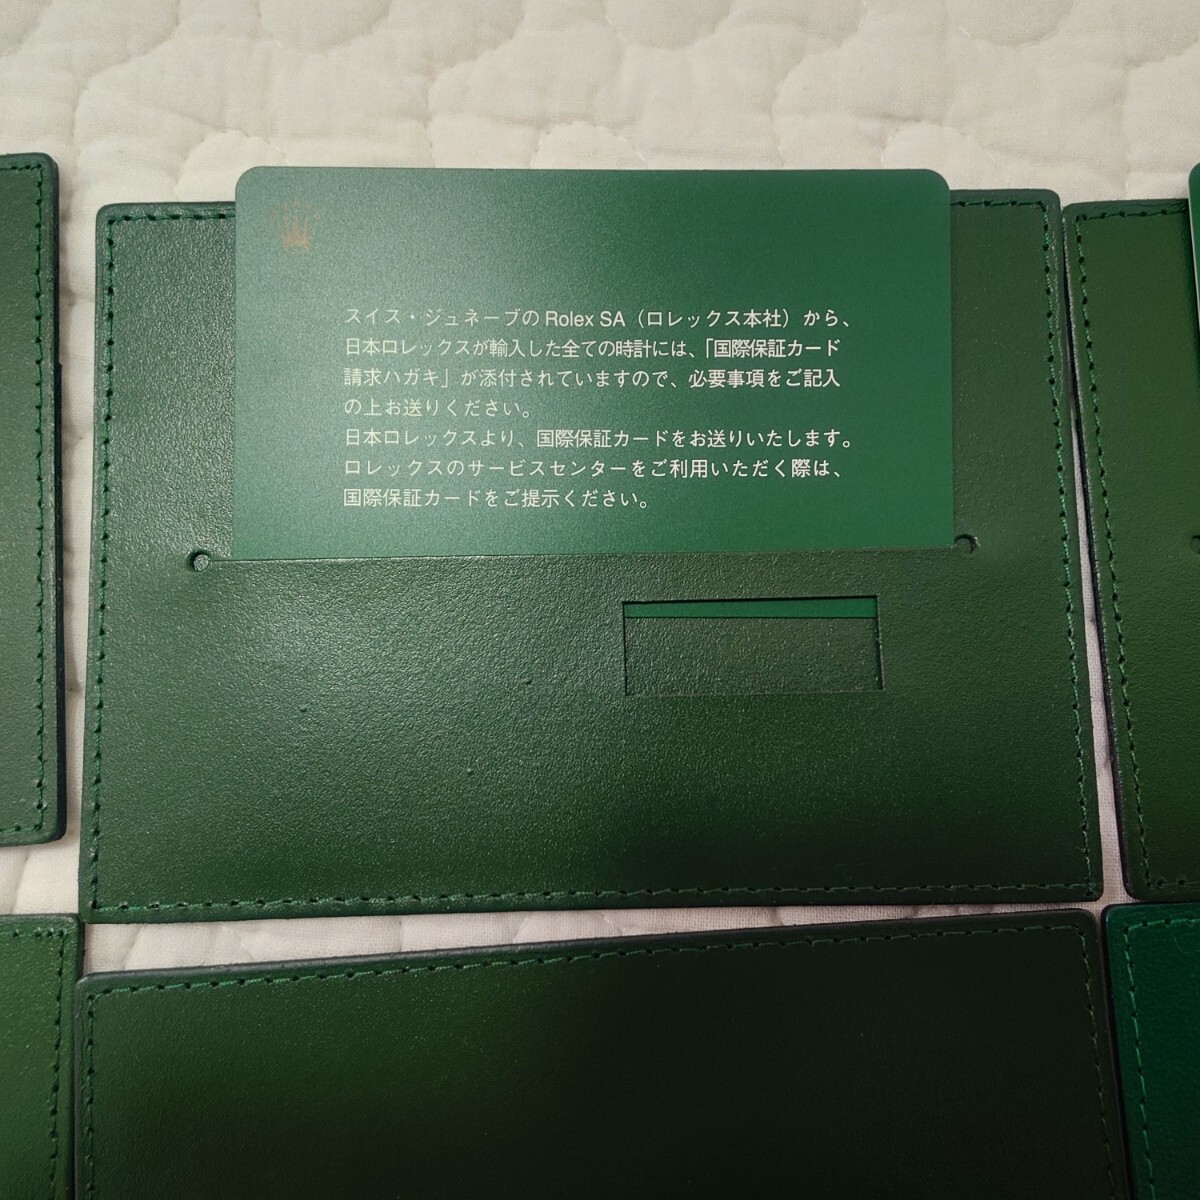 スイス・ジュネーブのRolex SA（ロレックス本社）から、
日本ロレックスが輸入した全ての時計には、「国際保証カード
請求ハガキ」が添付されていますので、必要事項をご記入
の上お送りください。
日本ロレックスより、国際保証カードをお送りいたします。
ロレックスのサービスセンターをご利用いただく際は、
国際保証カードをご提示ください。